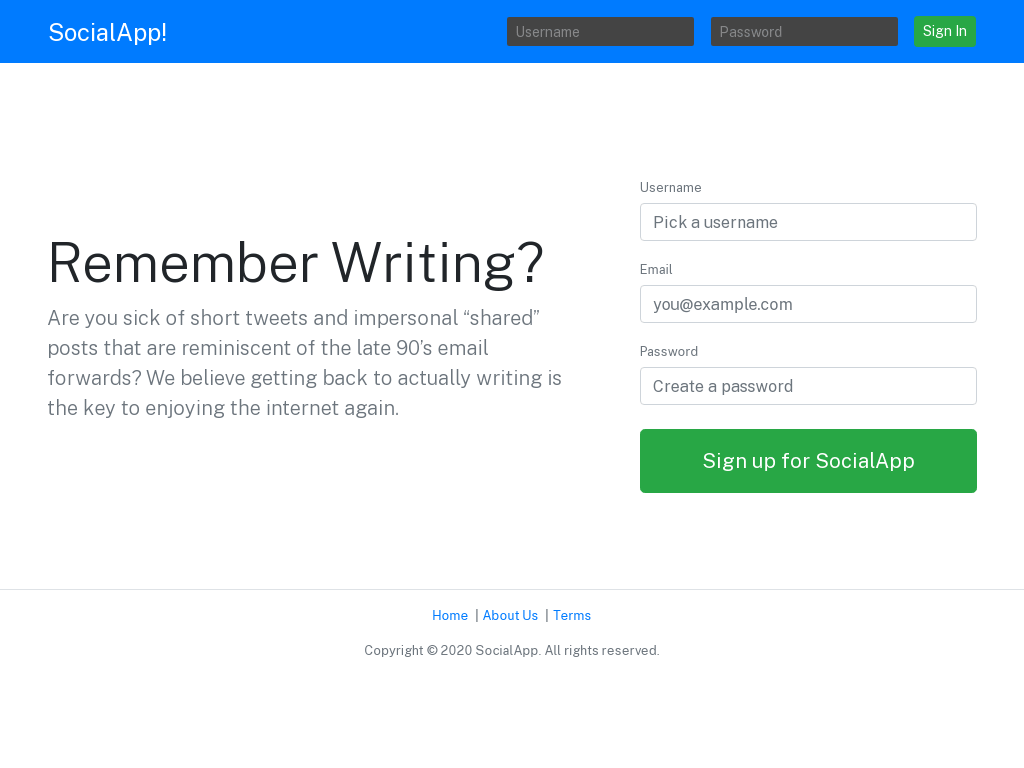 SocialApp!
Username
Password
Sign In
Remember Writing?
Are you sick of short tweets and impersonal “shared”
posts that are reminiscent of the late 90’s email
forwards? We believe getting back to actually writing is
the key to enjoying the internet again.
Username
Pick a username
Email
you@example.com
Password
Create a password
Sign up for SocialApp
Home | About Us | Terms
Copyright © 2020 SocialApp. All rights reserved.